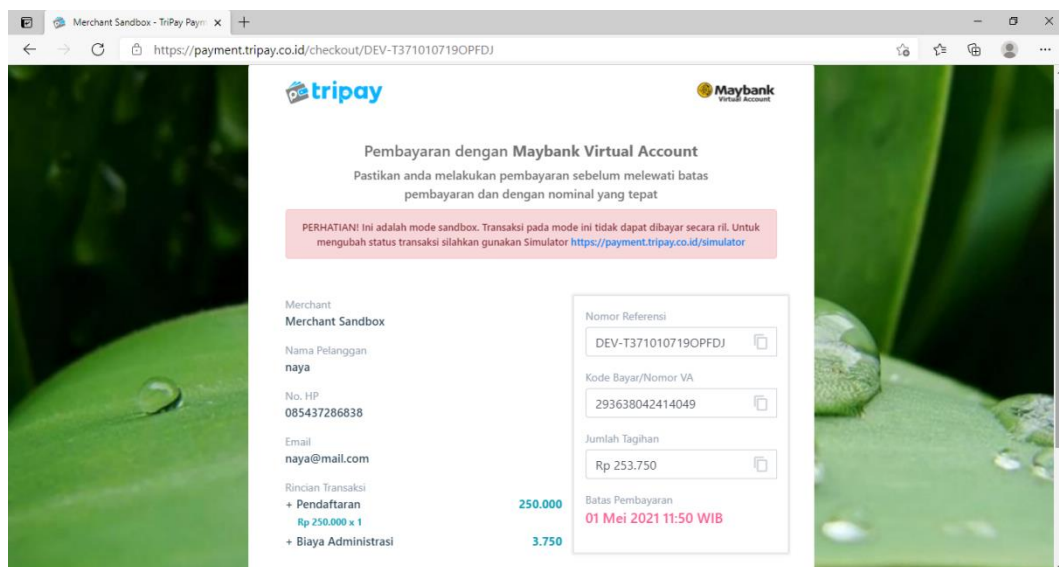 Merchant Sandbox - TriPay Paym
https://payment.tripay.co.id/checkout/DEV-T371010719OPFDJ
tripay
Maybank
Virtual Account
Pembayaran dengan Maybank Virtual Account
Pastikan anda melakukan pembayaran sebelum melewati batas
pembayaran dan dengan nominal yang tepat
PERHATIAN! Ini adalah mode sandbox. Transaksi pada mode ini tidak dapat dibayar secara ril. Untuk
mengubah status transaksi silahkan gunakan Simulator https://payment.tripay.co.id/simulator
Merchant
Merchant Sandbox
Nama Pelanggan
naya
No. HP
085437286838
Email
naya@mail.com
Rincian Transaksi
+ Pendaftaran 250.000
Rp 250.000 x 1
+ Biaya Administrasi 3.750
Nomor Referensi
DEV-T371010719OPFDJ
Kode Bayar/Nomor VA
293638042414049
Jumlah Tagihan
Rp 253.750
Batas Pembayaran
01 Mei 2021 11:50 WIB